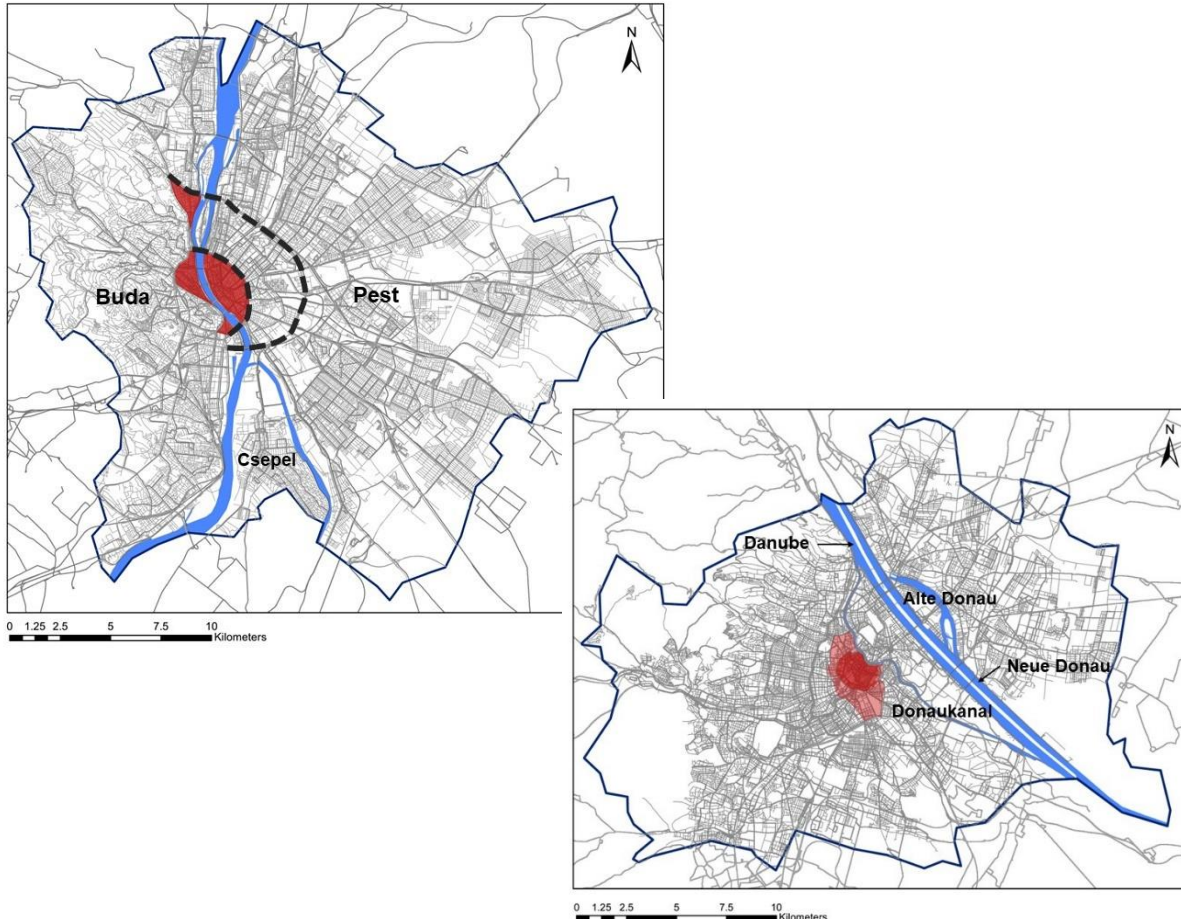 N
Buda
Pest
Csepel
0 1.25 2.5 5 7.5 10
Kilometers
N
Danube
Alte Donau
Neue Donau
Donaukanal
0 1.25 2.5 5 7.5 10
Kilometers